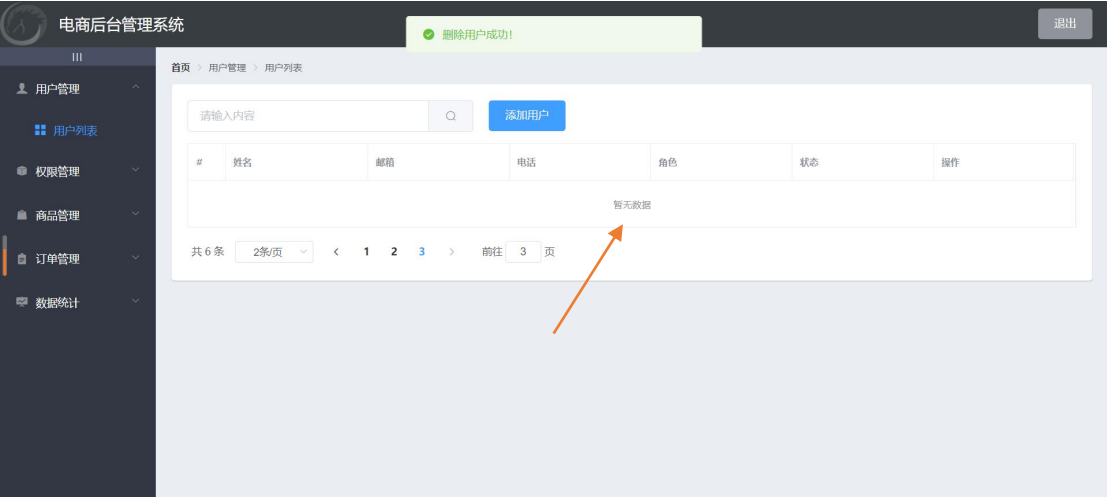 电商后台管理系统
删除用户成功!
退出
用户管理
用户列表
权限管理
商品管理
订单管理
数据统计
首页 > 用户管理 > 用户列表
请输入内容
添加用户
# 姓名 邮箱 电话 角色 状态 操作
暂无数据
共 6 条 2条/页 < 1 2 3 > 前往 3 页